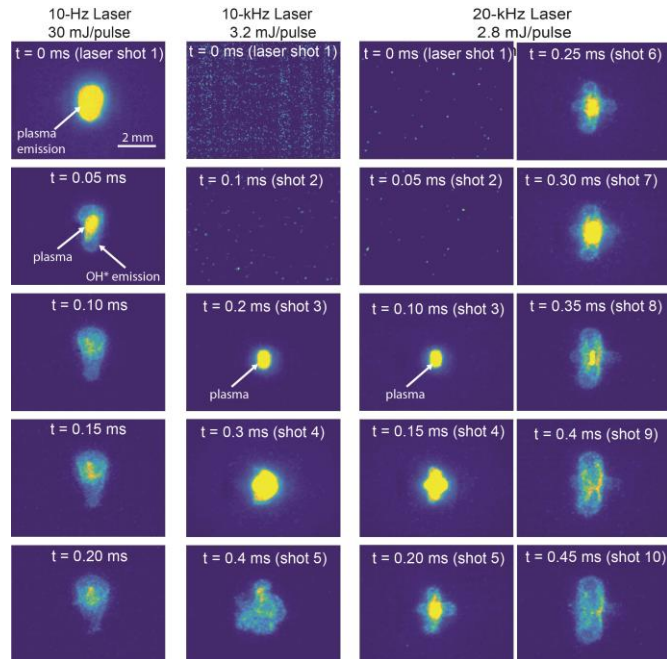 10-Hz Laser
30 mJ/pulse
10-kHz Laser
3.2 mJ/pulse
20-kHz Laser
2.8 mJ/pulse
t = 0 ms (laser shot 1)
plasma
emission
2 mm
t = 0.05 ms
plasma
OH* emission
t = 0.10 ms
t = 0.15 ms
t = 0.20 ms
t = 0 ms (laser shot 1)
t = 0.1 ms (shot 2)
t = 0.2 ms (shot 3)
plasma
t = 0.3 ms (shot 4)
t = 0.4 ms (shot 5)
t = 0 ms (laser shot 1)
t = 0.05 ms (shot 2)
t = 0.10 ms (shot 3)
plasma
t = 0.15 ms (shot 4)
t = 0.20 ms (shot 5)
t = 0.25 ms (shot 6)
t = 0.30 ms (shot 7)
t = 0.35 ms (shot 8)
t = 0.4 ms (shot 9)
t = 0.45 ms (shot 10)